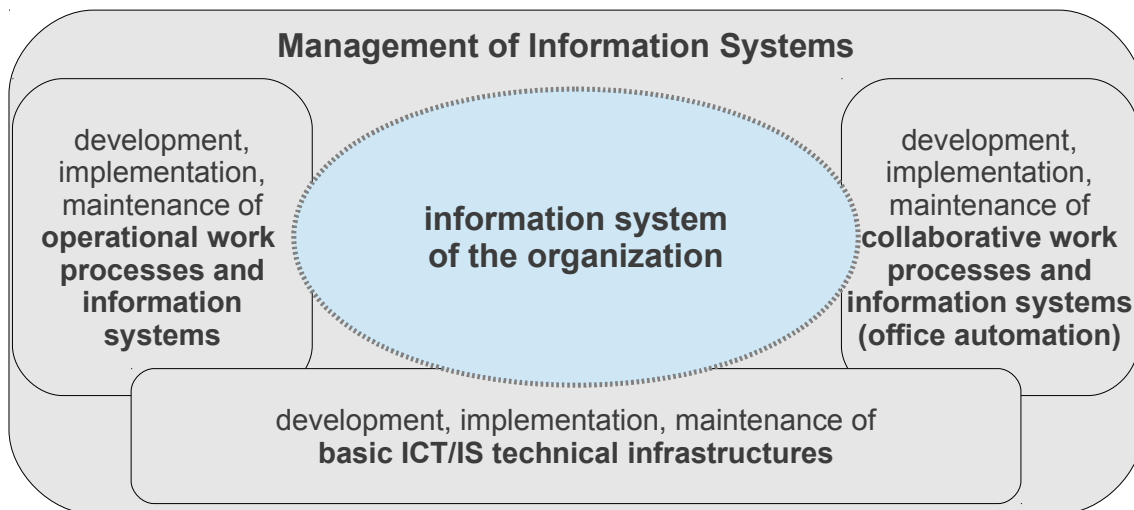 Management of Information Systems
development,
implementation,
maintenance of
operational work
processes and
information
systems
information system
of the organization
development,
implementation,
maintenance of
collaborative work
processes and
information systems
(office automation)
development, implementation, maintenance of
basic ICT/IS technical infrastructures